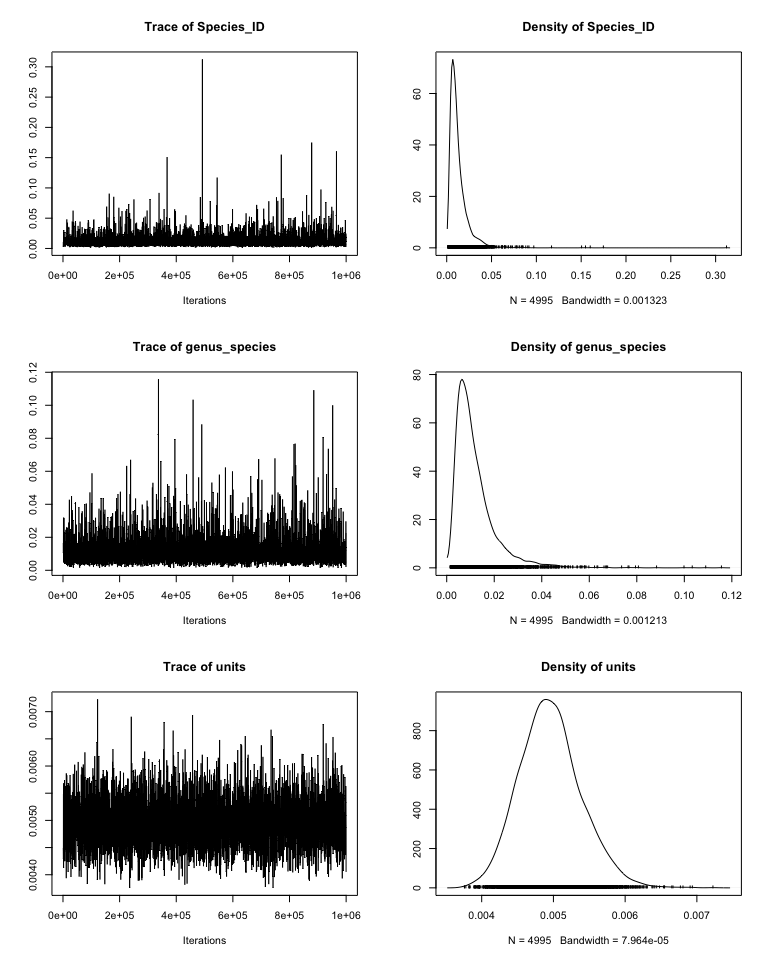 Trace of Species_ID
0.00 0.05 0.10 0.15 0.20 0.25 0.30
0e+00 2e+05 4e+05 6e+05 8e+05 1e+06
Iterations
Density of Species_ID
0 20 40 60
0.00 0.05 0.10 0.15 0.20 0.25 0.30
N = 4995 Bandwidth = 0.001323
Trace of genus_species
0.00 0.02 0.04 0.06 0.08 0.10 0.12
0e+00 2e+05 4e+05 6e+05 8e+05 1e+06
Iterations
Density of genus_species
0 20 40 60 80
0.00 0.02 0.04 0.06 0.08 0.10 0.12
N = 4995 Bandwidth = 0.001213
Trace of units
0.0040 0.0050 0.0060 0.0070
0e+00 2e+05 4e+05 6e+05 8e+05 1e+06
Iterations
Density of units
0 200 400 600 800
0.004 0.005 0.006 0.007
N = 4995 Bandwidth = 7.964e-05